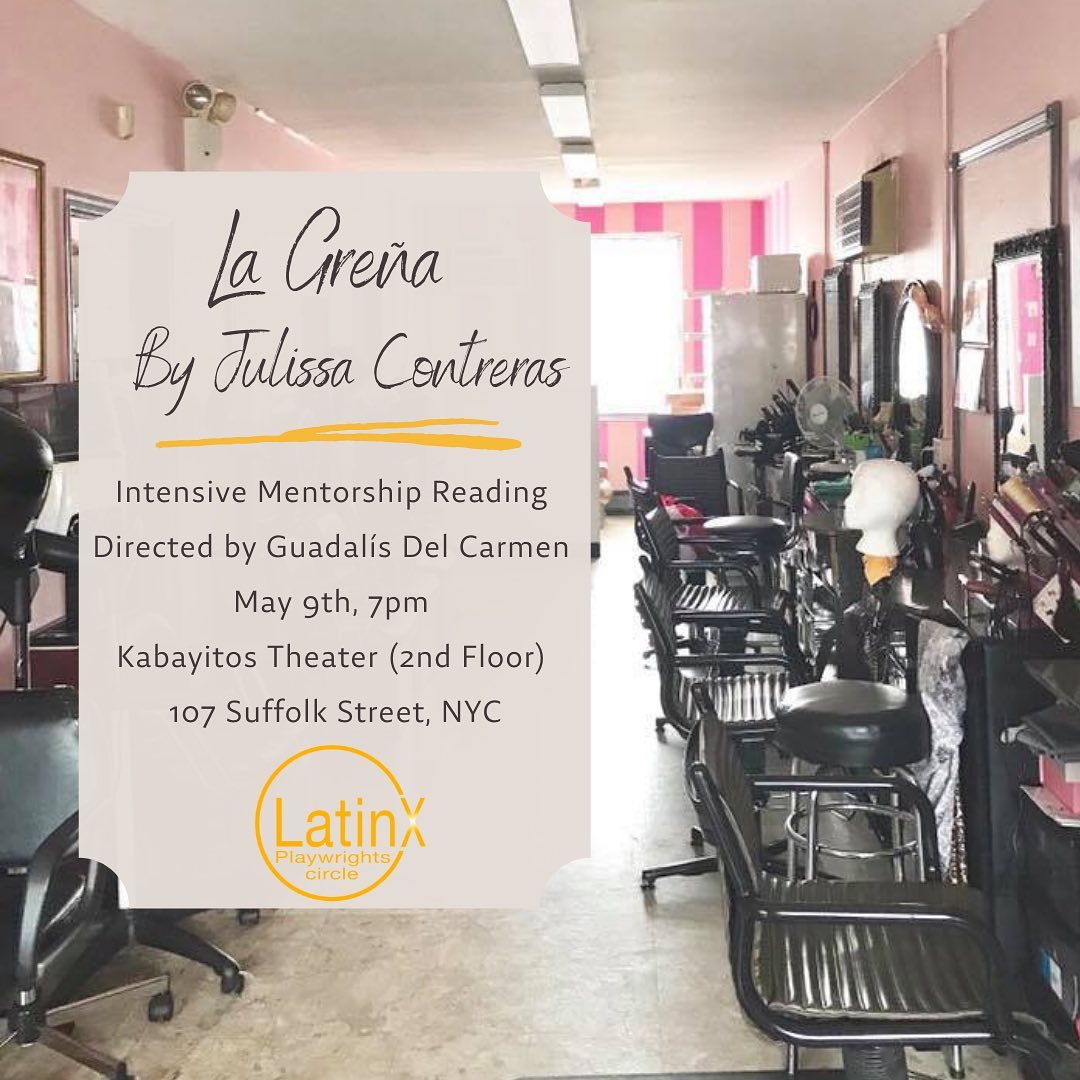 La Greña
By Julissa Contreras
Intensive Mentorship Reading
Directed by Guadalís Del Carmen
May 9th, 7pm
Kabayitos Theater (2nd Floor)
107 Suffolk Street, NYC
LatinX
Playwrights
circle